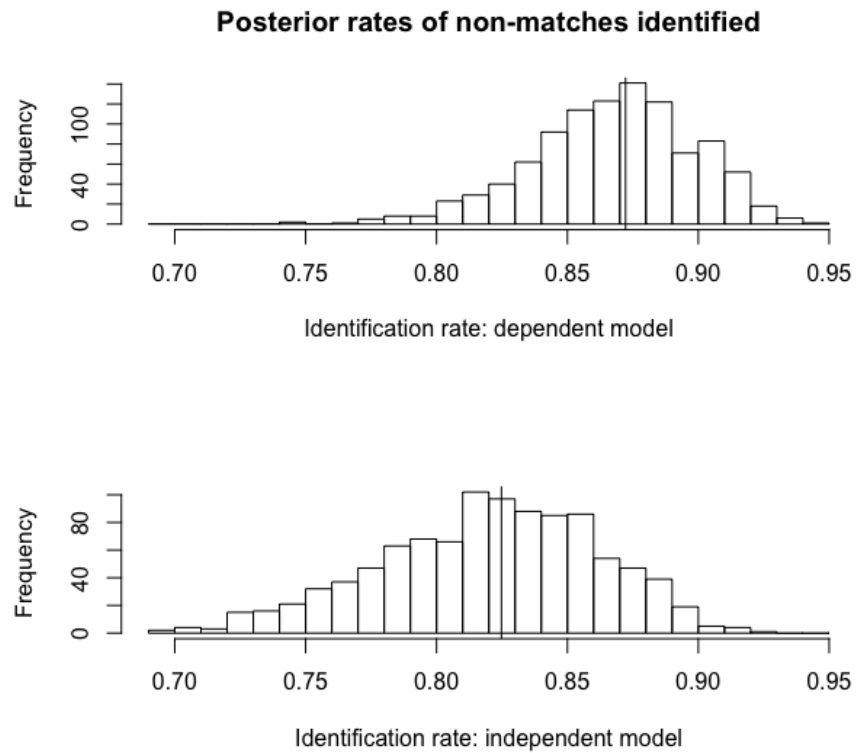 Posterior rates of non-matches identified
Frequency
0 40 100
0.70 0.75 0.80 0.85 0.90 0.95
Identification rate: dependent model
Frequency
0 40 80
0.70 0.75 0.80 0.85 0.90 0.95
Identification rate: independent model